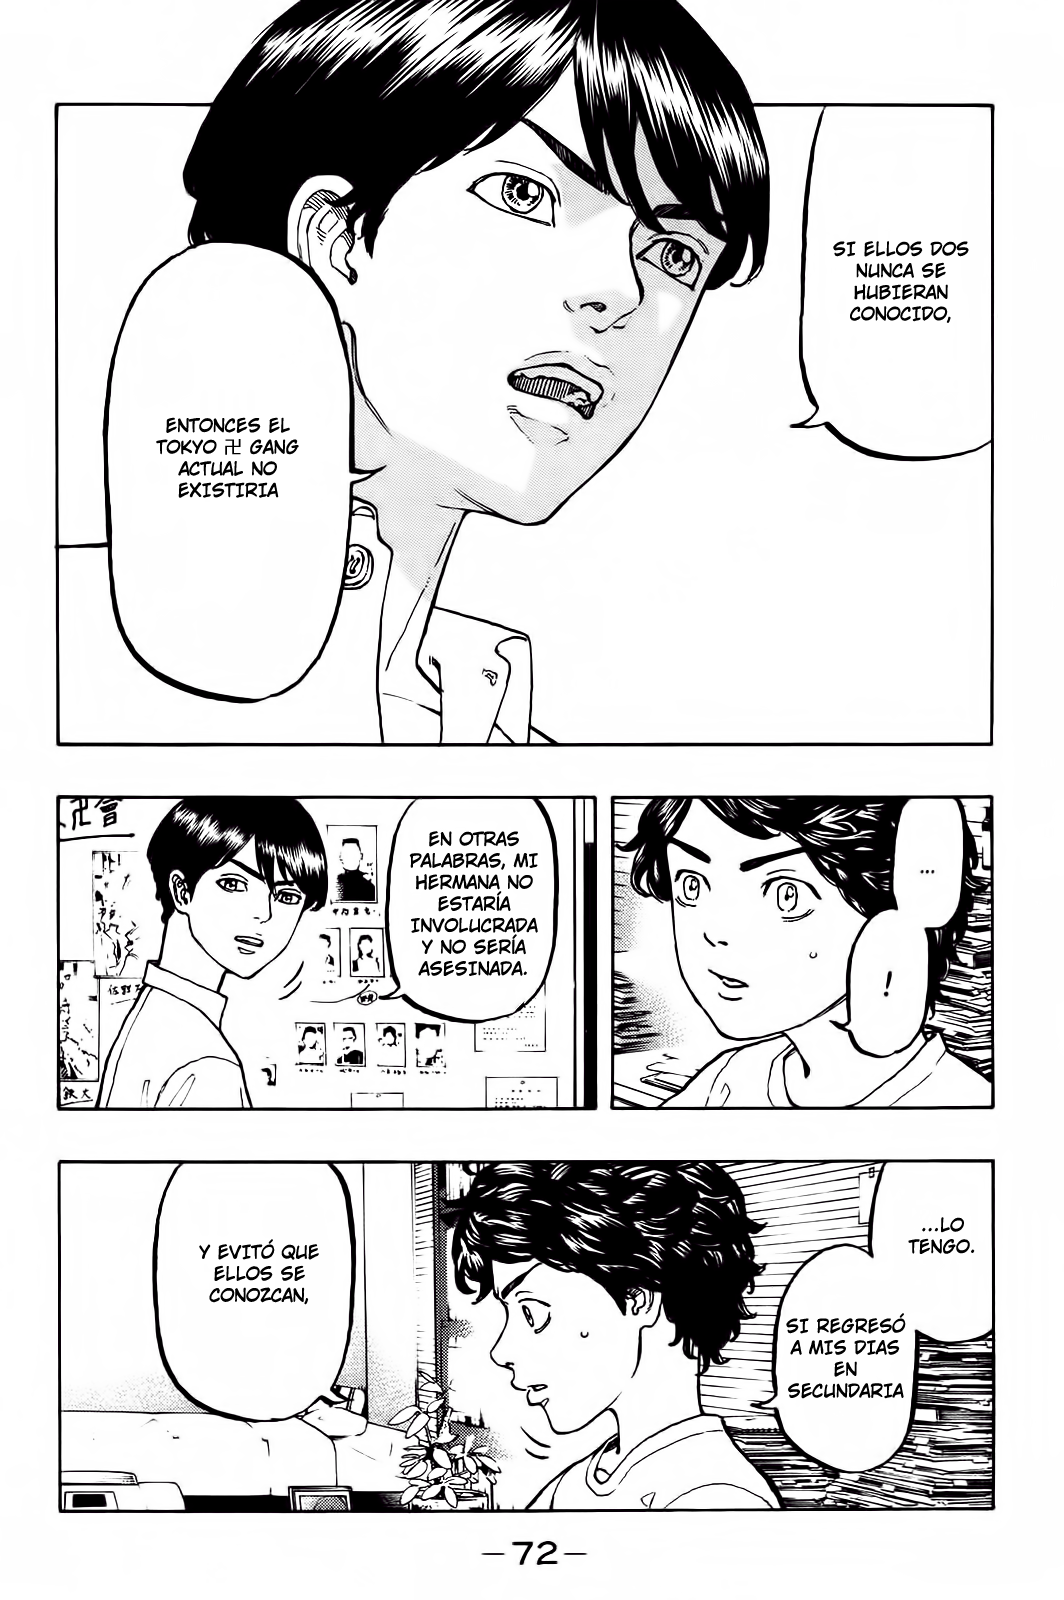 SI ELLOS DOS
NUNCA SE
HUBIERAN
CONOCIDO,
ENTONCES EL
TOKYO 卍 GANG
ACTUAL NO
EXISTIRIA
...
!
EN OTRAS
PALABRAS, MI
HERMANA NO
ESTARÍA
INVOLUCRADA
Y NO SERÍA
ASESINADA.
卍會
...LO
TENGO.
SI REGRESÓ
A MIS DIAS
EN
SECUNDARIA
Y EVITÓ QUE
ELLOS SE
CONOZCAN,
-72-